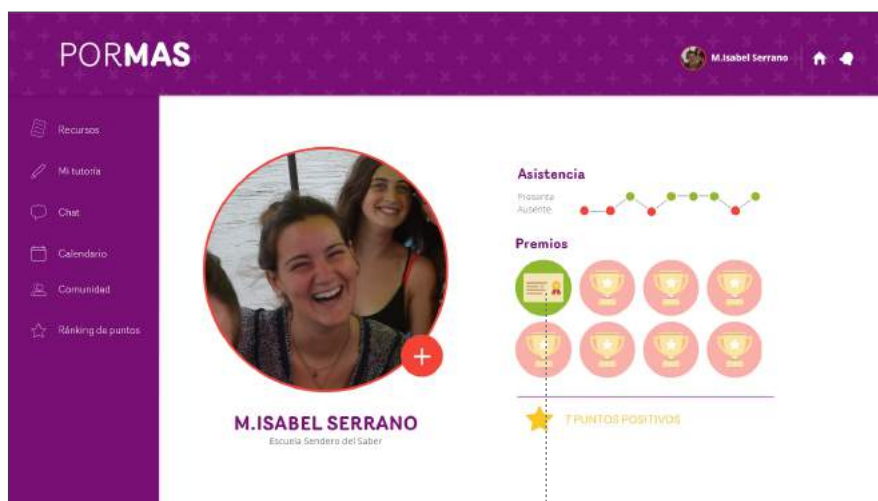 PORMAS
M.Isabel Serrano
Recursos
Mi tutoría
Chat
Calendario
Comunidad
Ránking de puntos
Asistencia
Presente
Ausente
Premios
7 PUNTOS POSITIVOS
M.ISABEL SERRANO
Escuela Sendero del Saber